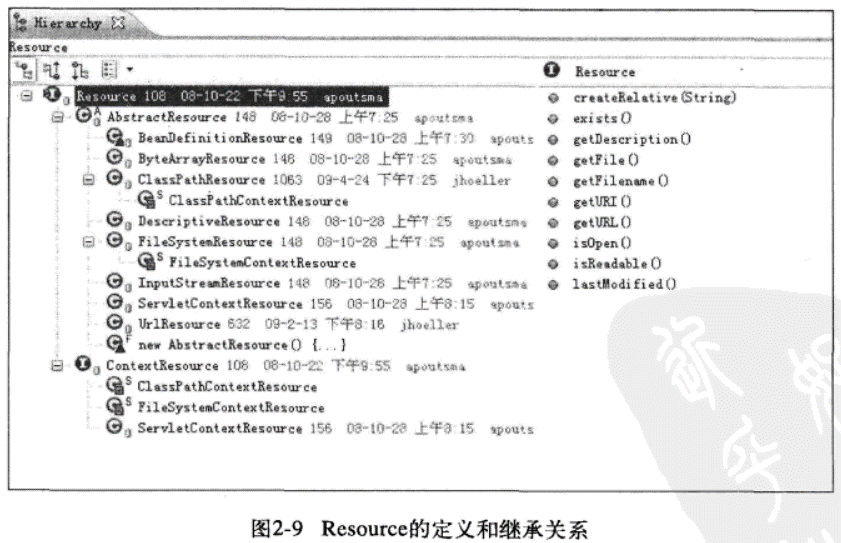 Hierarchy
Resource
Resource 108 08-10-22 下午9:55 apoutsma
AbstractResource 148 08-10-28 上午7:25 apoutsma
BeanDefinitionResource 149 08-10-28 上午7:30 apouts
ByteArrayResource 148 08-10-28 上午7:25 apoutsma
ClassPathResource 1063 09-4-24 下午7:25 jhoeller
ClassPathContextResource
DescriptiveResource 148 08-10-28 上午7:25 apoutsma
FileSystemResource 148 08-10-28 上午7:25 apoutsma
FileSystemContextResource
InputStreamResource 148 08-10-28 上午7:25 apoutsma
ServletContextResource 156 08-10-28 上午8:15 apouts
UrlResource 632 09-2-13 下午8:16 jhoeller
new AbstractResource() {...}
ContextResource 108 08-10-22 下午9:55 apoutsma
ClassPathContextResource
FileSystemContextResource
ServletContextResource 156 08-10-28 上午8:15 apouts
Resource
createRelative(String)
exists()
getDescription()
getFile()
getFilename()
getURI()
getURL()
isOpen()
isReadable()
lastModified()
图2-9 Resource的定义和继承关系